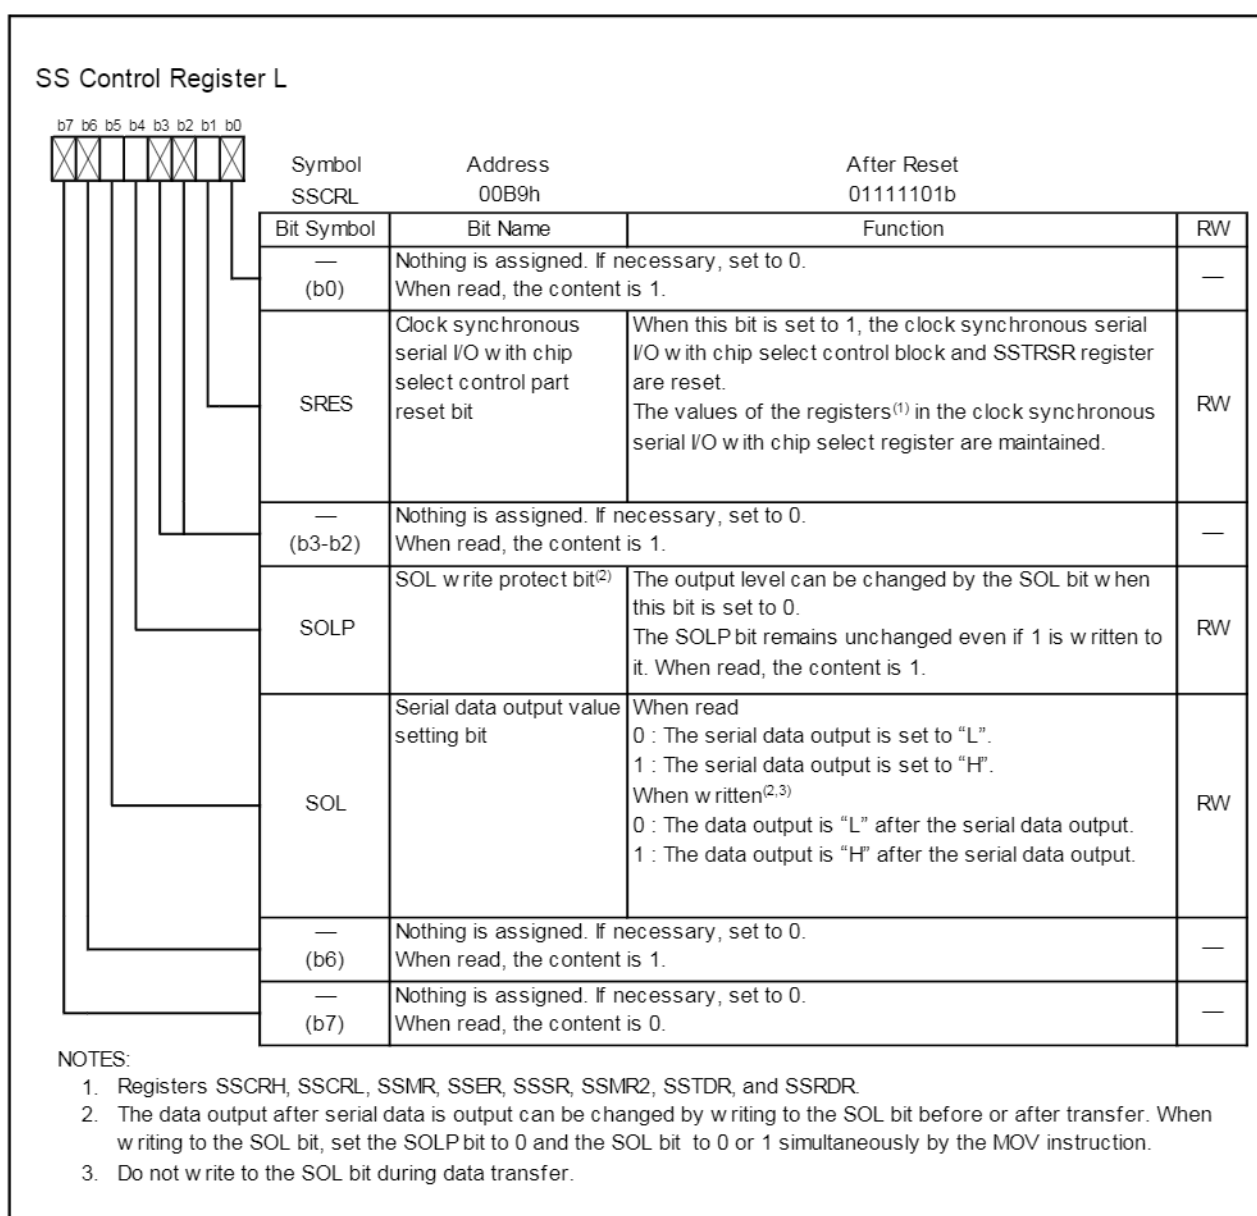 SS Control Register L
b7 b6 b5 b4 b3 b2 b1 b0
Symbol Address After Reset
SSCRL 00B9h 01111101b
Bit Symbol Bit Name Function RW
—
(b0)
Nothing is assigned. If necessary, set to 0.
When read, the content is 1.
—
SRES
Clock synchronous
serial I/O with chip
select control part
reset bit
When this bit is set to 1, the clock synchronous serial
I/O with chip select control block and SSTRSR register
are reset.
The values of the registers(1) in the clock synchronous
serial I/O with chip select register are maintained.
RW
—
(b3-b2)
Nothing is assigned. If necessary, set to 0.
When read, the content is 1.
—
SOLP
SOL write protect bit(2)
The output level can be changed by the SOL bit when
this bit is set to 0.
The SOLP bit remains unchanged even if 1 is written to
it. When read, the content is 1.
RW
SOL
Serial data output value
setting bit
When read
0 : The serial data output is set to “L”.
1 : The serial data output is set to “H”.
When written(2,3)
0 : The data output is “L” after the serial data output.
1 : The data output is “H” after the serial data output.
RW
—
(b6)
Nothing is assigned. If necessary, set to 0.
When read, the content is 1.
—
—
(b7)
Nothing is assigned. If necessary, set to 0.
When read, the content is 0.
—
NOTES:
1. Registers SSCRH, SSCRL, SSMR, SSER, SSSR, SSMR2, SSTDR, and SSRDR.
2. The data output after serial data is output can be changed by writing to the SOL bit before or after transfer. When
writing to the SOL bit, set the SOLP bit to 0 and the SOL bit to 0 or 1 simultaneously by the MOV instruction.
3. Do not write to the SOL bit during data transfer.